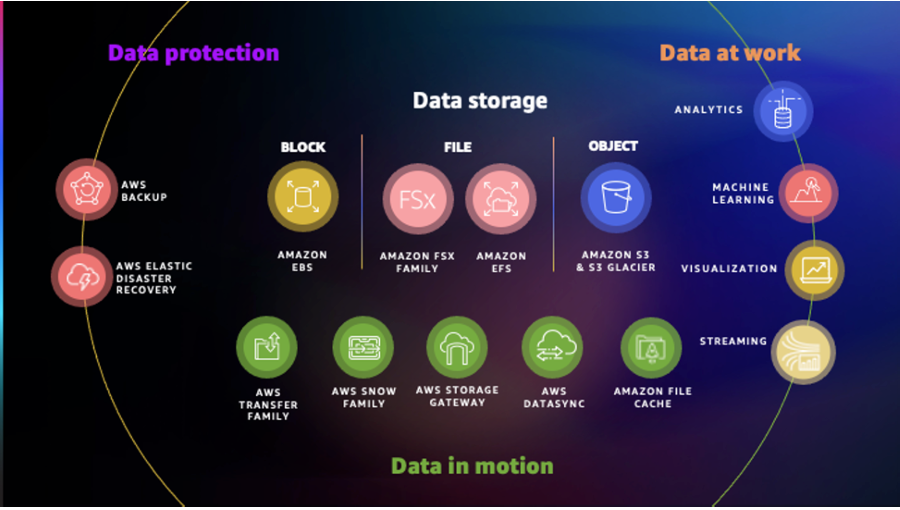 Data protection
Data at work
Data storage
ANALYTICS
BLOCK
FILE
OBJECT
AWS
BACKUP
FSx
MACHINE
LEARNING
AMAZON
EBS
AMAZON FSX
FAMILY
AMAZON
EFS
AMAZON S3
& S3 GLACIER
AWS ELASTIC
DISASTER
RECOVERY
VISUALIZATION
STREAMING
AWS
TRANSFER
FAMILY
AWS SNOW
FAMILY
AWS STORAGE
GATEWAY
AWS
DATASYNC
AMAZON FILE
CACHE
Data in motion